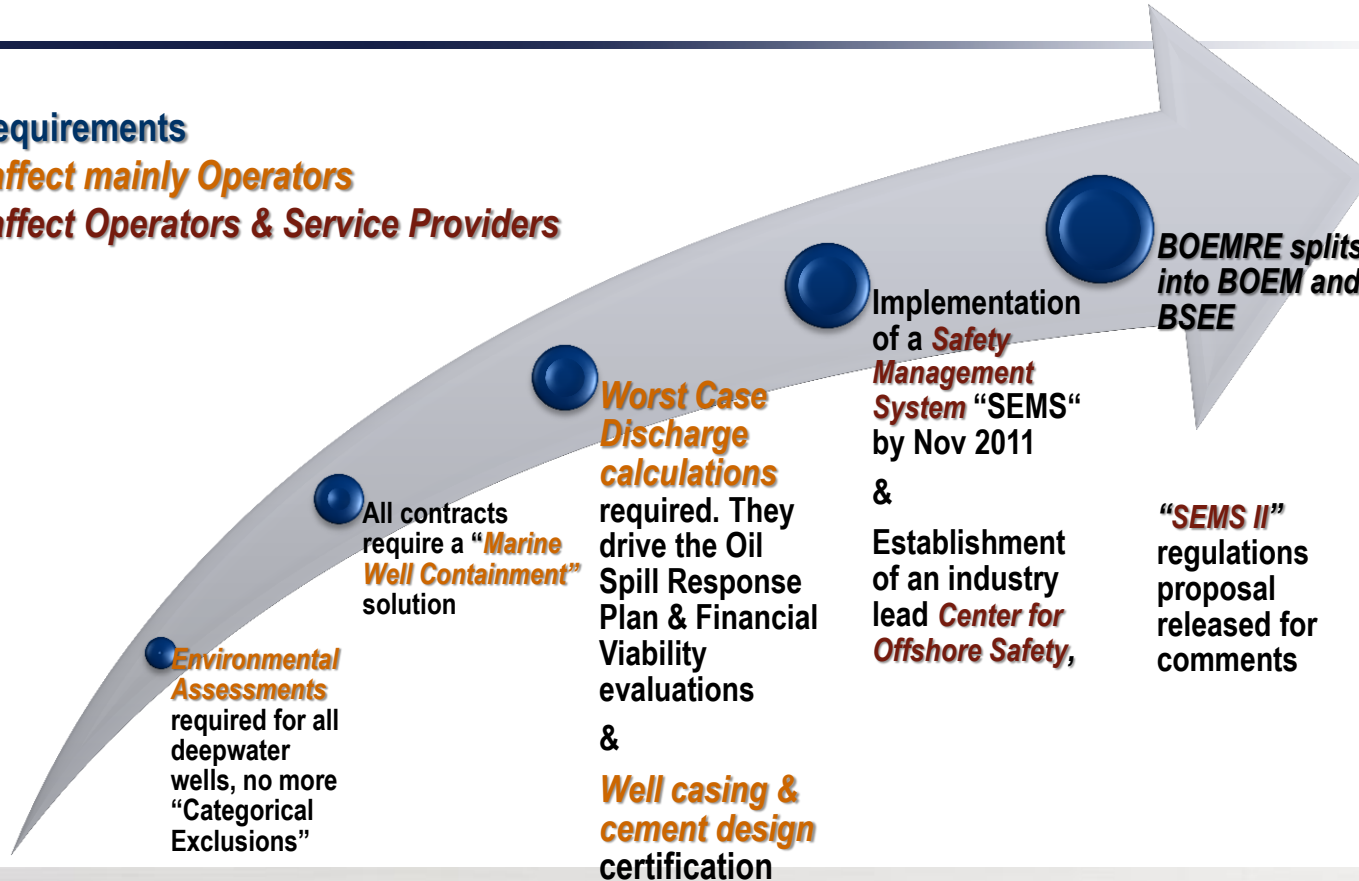 equirements
affect mainly Operators
affect Operators & Service Providers
Environmental
Assessments
required for all
deepwater
wells, no more
“Categorical
Exclusions”
All contracts
require a “Marine
Well Containment”
solution
Worst Case
Discharge
calculations
required. They
drive the Oil
Spill Response
Plan & Financial
Viability
evaluations
&
Well casing &
cement design
certification
Implementation
of a Safety
Management
System “SEMS“
by Nov 2011
&
Establishment
of an industry
lead Center for
Offshore Safety,
BOEMRE splits
into BOEM and
BSEE
“SEMS II”
regulations
proposal
released for
comments